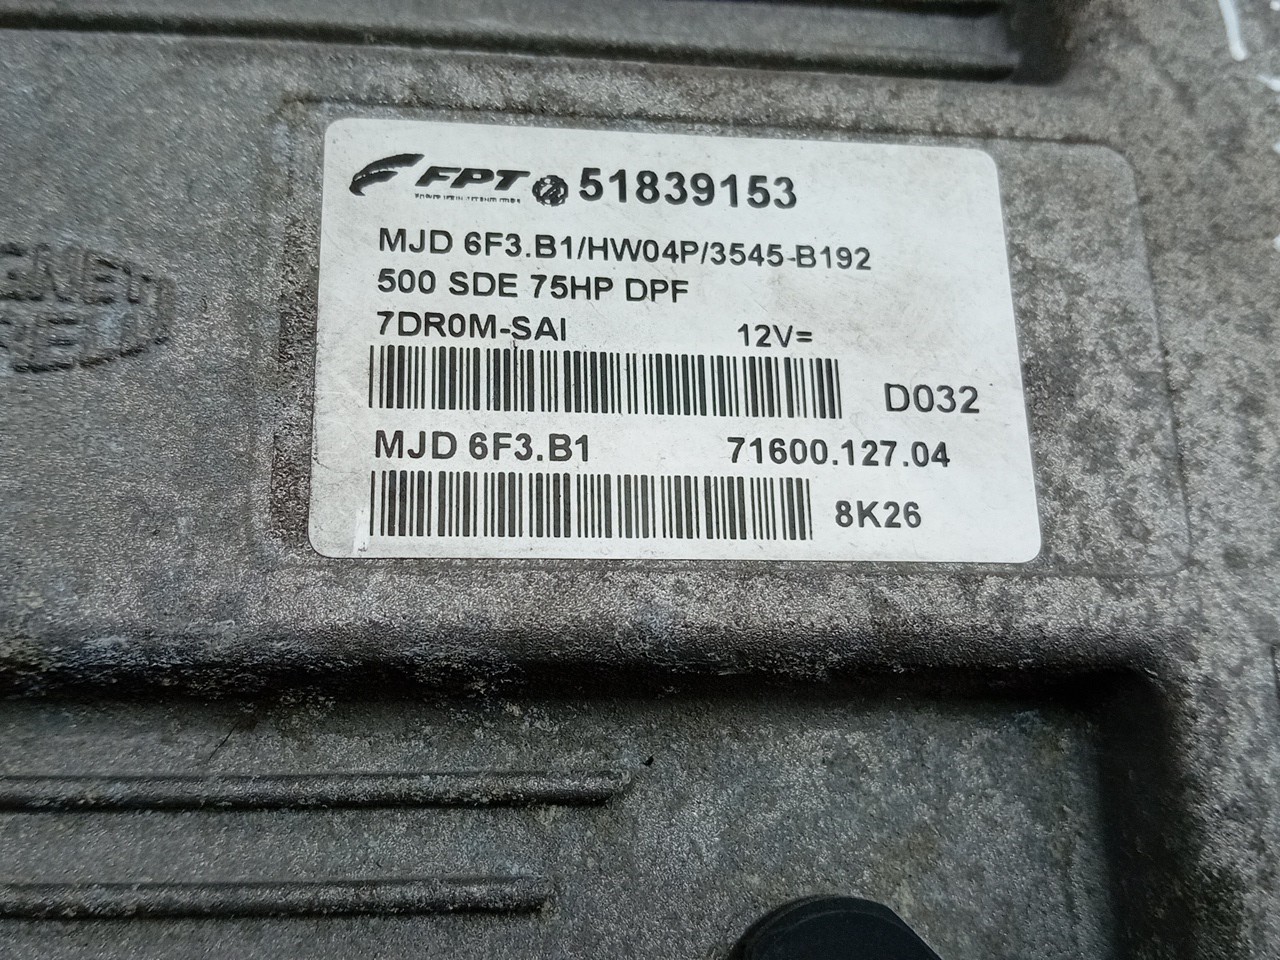 FPT 51839153
MJD 6F3.B1/HW04P/3545-B192
500 SDE 75HP DPF
7DR0M-SAI 12V=
D032
MJD 6F3.B1 71600.127.04
8K26